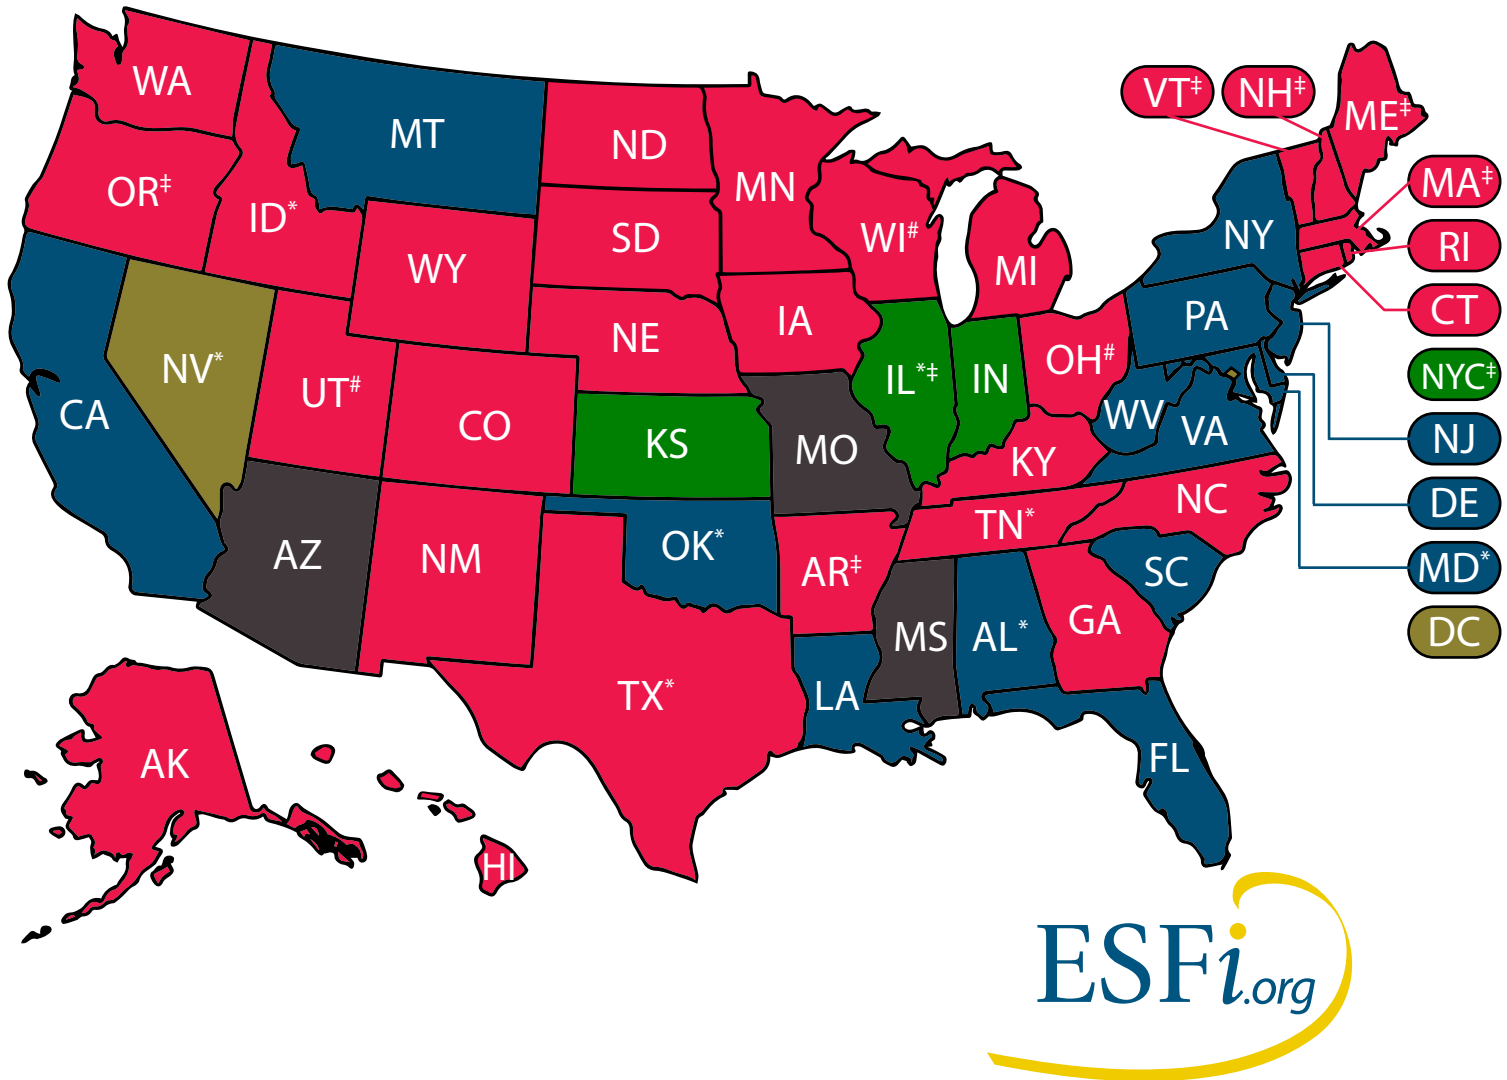 WA
MT
ND
MN
VT‡
NH‡
ME‡
OR‡
ID*
WY
SD
WI#
MI
NY
MA‡
RI
CT
NV*
UT#
CO
NE
IA
IL*‡
IN
OH#
PA
NYC‡
CA
KS
MO
KY
WV
VA
NJ
DE
MD*
DC
AZ
NM
OK*
AR‡
TN*
NC
SC
MS
AL*
GA
TX*
LA
FL
AK
HI
ESFi.org